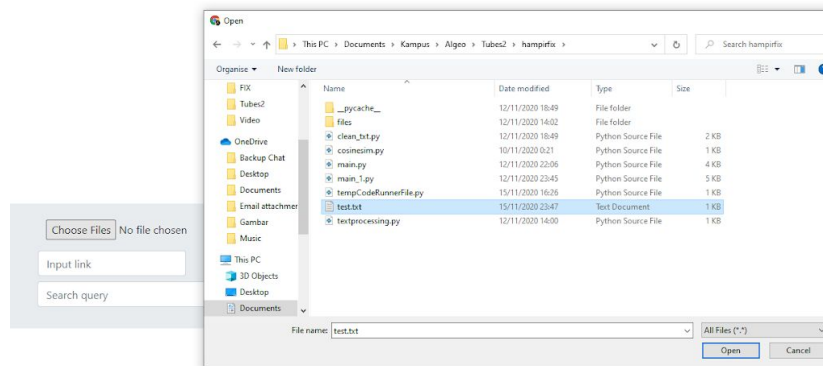 Choose Files No file chosen
Input link
Search query
Open
This PC > Documents > Kampus > Algeo > Tubes2 > hampirfix >
Search hampirfix
Organise New folder
FIX
Tubes2
Video
OneDrive
Backup Chat
Desktop
Documents
Email attachmer
Gambar
Music
This PC
3D Objects
Desktop
Documents
Name Date modified Type Size
__pycache__ 12/11/2020 18:49 File folder
files 12/11/2020 14:02 File folder
clean_txt.py 12/11/2020 18:49 Python Source File 2 KB
cosinesim.py 10/11/2020 0:21 Python Source File 1 KB
main.py 12/11/2020 22:06 Python Source File 4 KB
main_1.py 12/11/2020 23:45 Python Source File 5 KB
tempCodeRunnerFile.py 15/11/2020 16:26 Python Source File 1 KB
test.txt 15/11/2020 23:47 Text Document 1 KB
textprocessing.py 12/11/2020 14:00 Python Source File 1 KB
File name: test.txt All Files (*.*)
Open Cancel